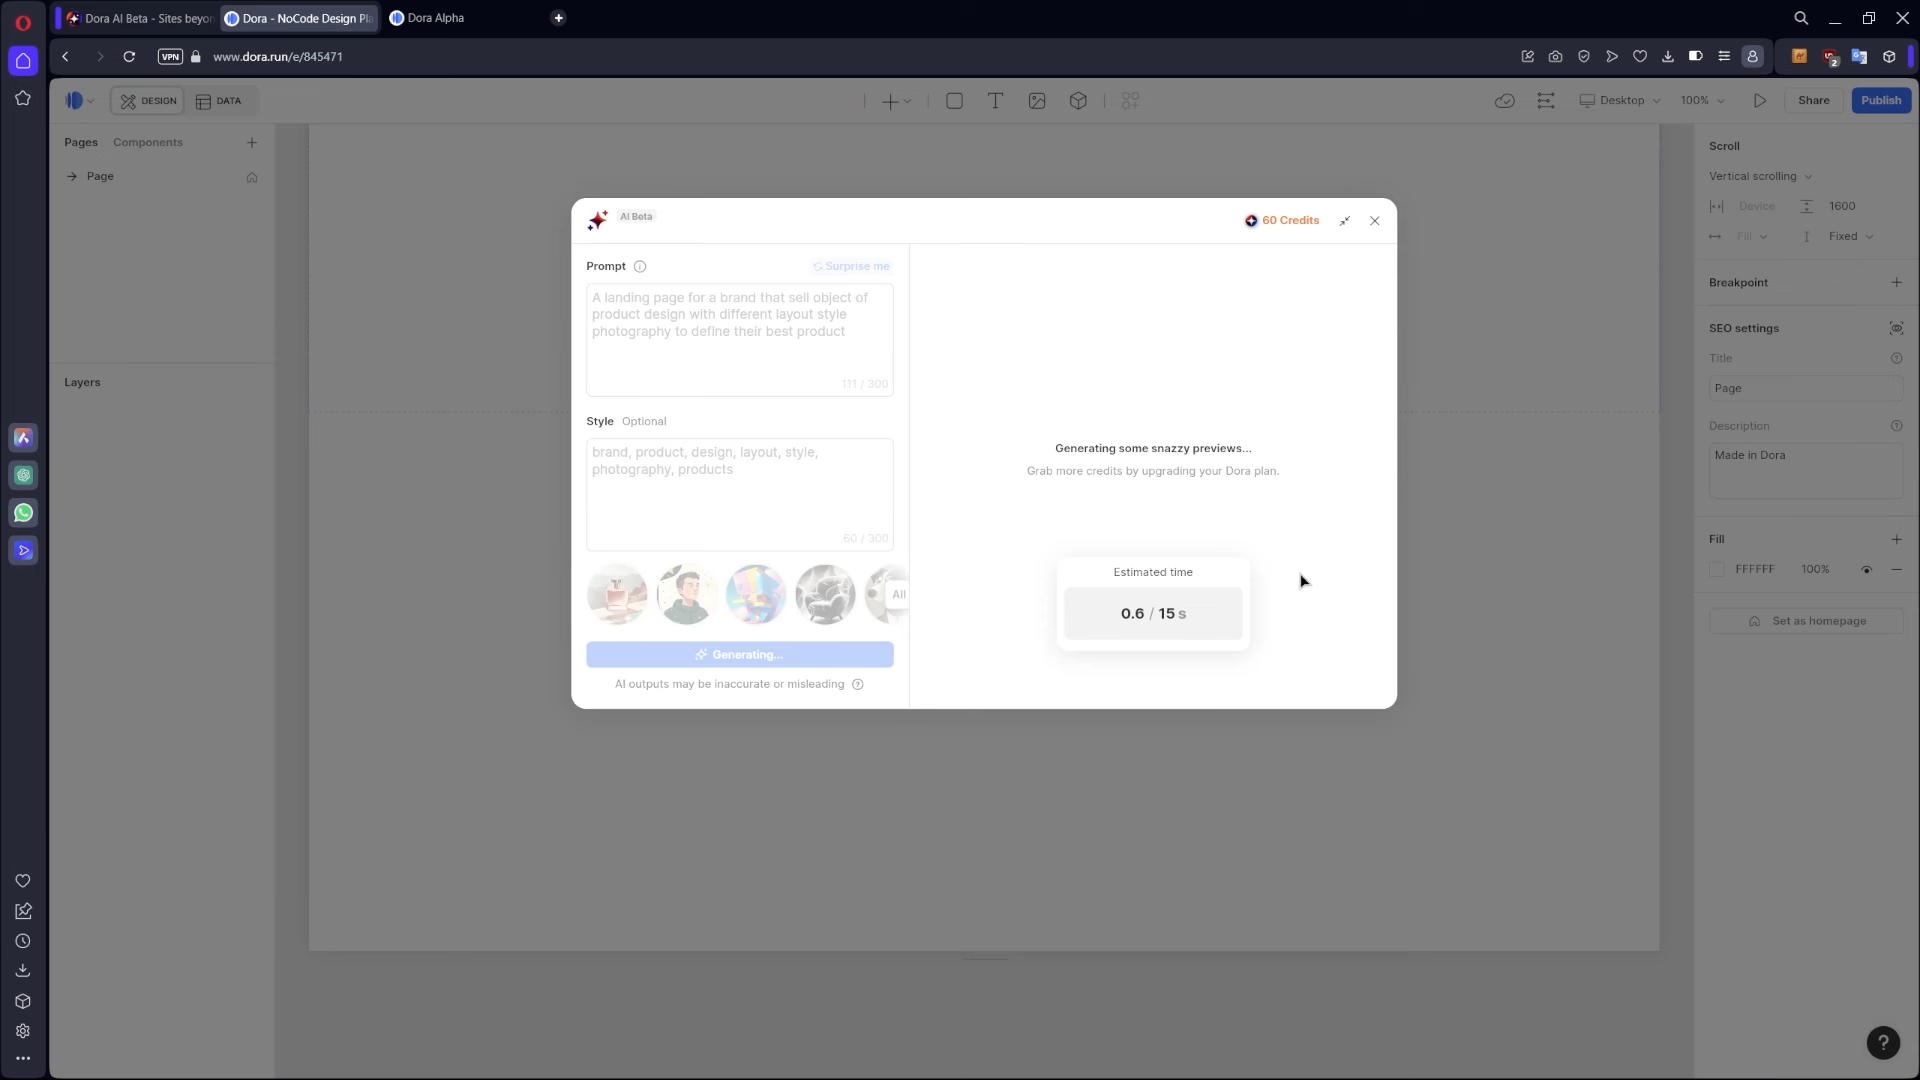 Dora AI Beta - Sites beyon
Dora - NoCode Design Pla
Dora Alpha
VPN
www.dora.run/e/845471
2
DESIGN
DATA
Desktop
100%
Share
Publish
Pages
Components
Page
Layers
AI Beta
60 Credits
Prompt
Surprise me
A landing page for a brand that sell object of
product design with different layout style
photography to define their best product
111 / 300
Style Optional
brand, product, design, layout, style,
photography, products
60 / 300
All
Generating...
AI outputs may be inaccurate or misleading
Generating some snazzy previews...
Grab more credits by upgrading your Dora plan.
Estimated time
0.6 / 15 s
Scroll
Vertical scrolling
Device
1600
Fill
Fixed
Breakpoint
SEO settings
Title
Page
Description
Made in Dora
Fill
FFFFFF
100%
Set as homepage